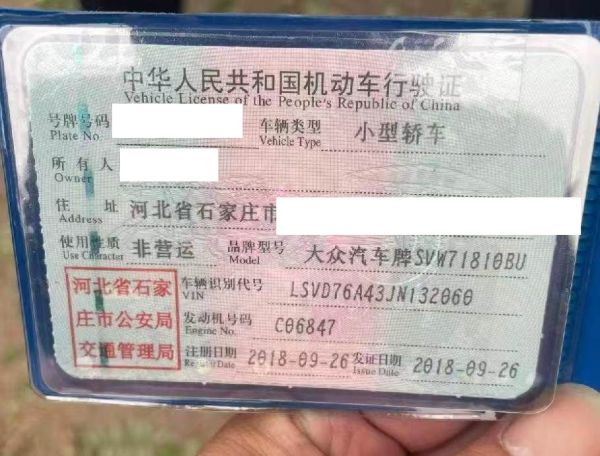 中华人民共和国机动车行驶证
Vehicle License of the People's Republic of China
号牌号码 车辆类型 小型轿车
Plate No. Vehicle Type
所有人
Owner
住址 河北省石家庄市
Address
使用性质 非营运 品牌型号 大众汽车牌SVW71810BU
Use Character Model
河北省石家 车辆识别代号 LSVD76A43JN132060
VIN
庄市公安局 发动机号码 C06847
Engine No.
交通管理局 注册日期 2018-09-26 发证日期 2018-09-26
Register Date Issue Date